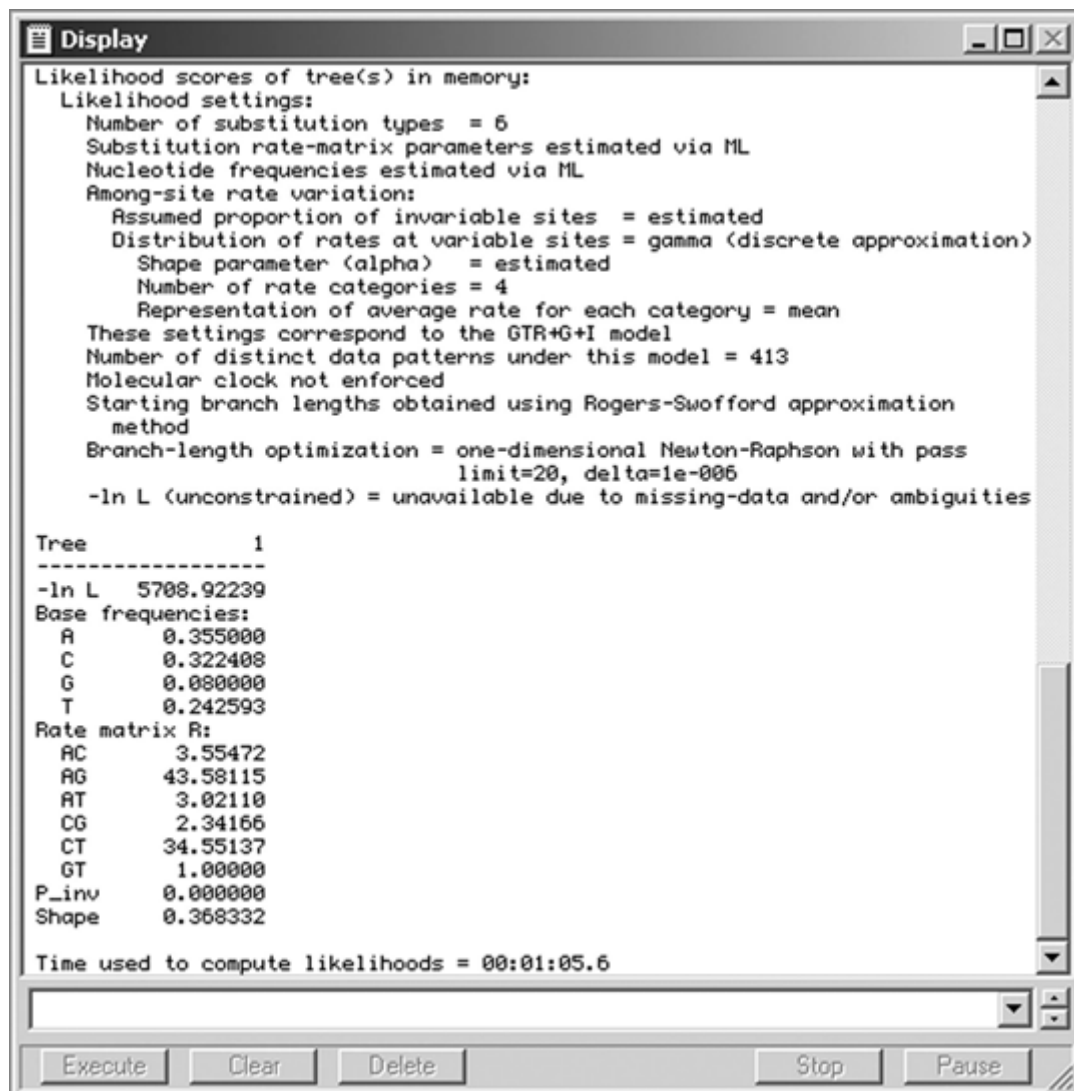 Display
Likelihood scores of tree(s) in memory:
Likelihood settings:
Number of substitution types = 6
Substitution rate-matrix parameters estimated via ML
Nucleotide frequencies estimated via ML
Among-site rate variation:
Assumed proportion of invariable sites = estimated
Distribution of rates at variable sites = gamma (discrete approximation)
Shape parameter (alpha) = estimated
Number of rate categories = 4
Representation of average rate for each category = mean
These settings correspond to the GTR+G+I model
Number of distinct data patterns under this model = 413
Molecular clock not enforced
Starting branch lengths obtained using Rogers-Swofford approximation
method
Branch-length optimization = one-dimensional Newton-Raphson with pass
limit=20, delta=1e-006
-ln L (unconstrained) = unavailable due to missing-data and/or ambiguities
Tree 1
------------------
-ln L 5708.92239
Base frequencies:
A 0.355000
C 0.322408
G 0.080000
T 0.242593
Rate matrix R:
AC 3.55472
AG 43.58115
AT 3.02110
CG 2.34166
CT 34.55137
GT 1.00000
P_inv 0.000000
Shape 0.368332
Time used to compute likelihoods = 00:01:05.6
Execute Clear Delete Stop Pause